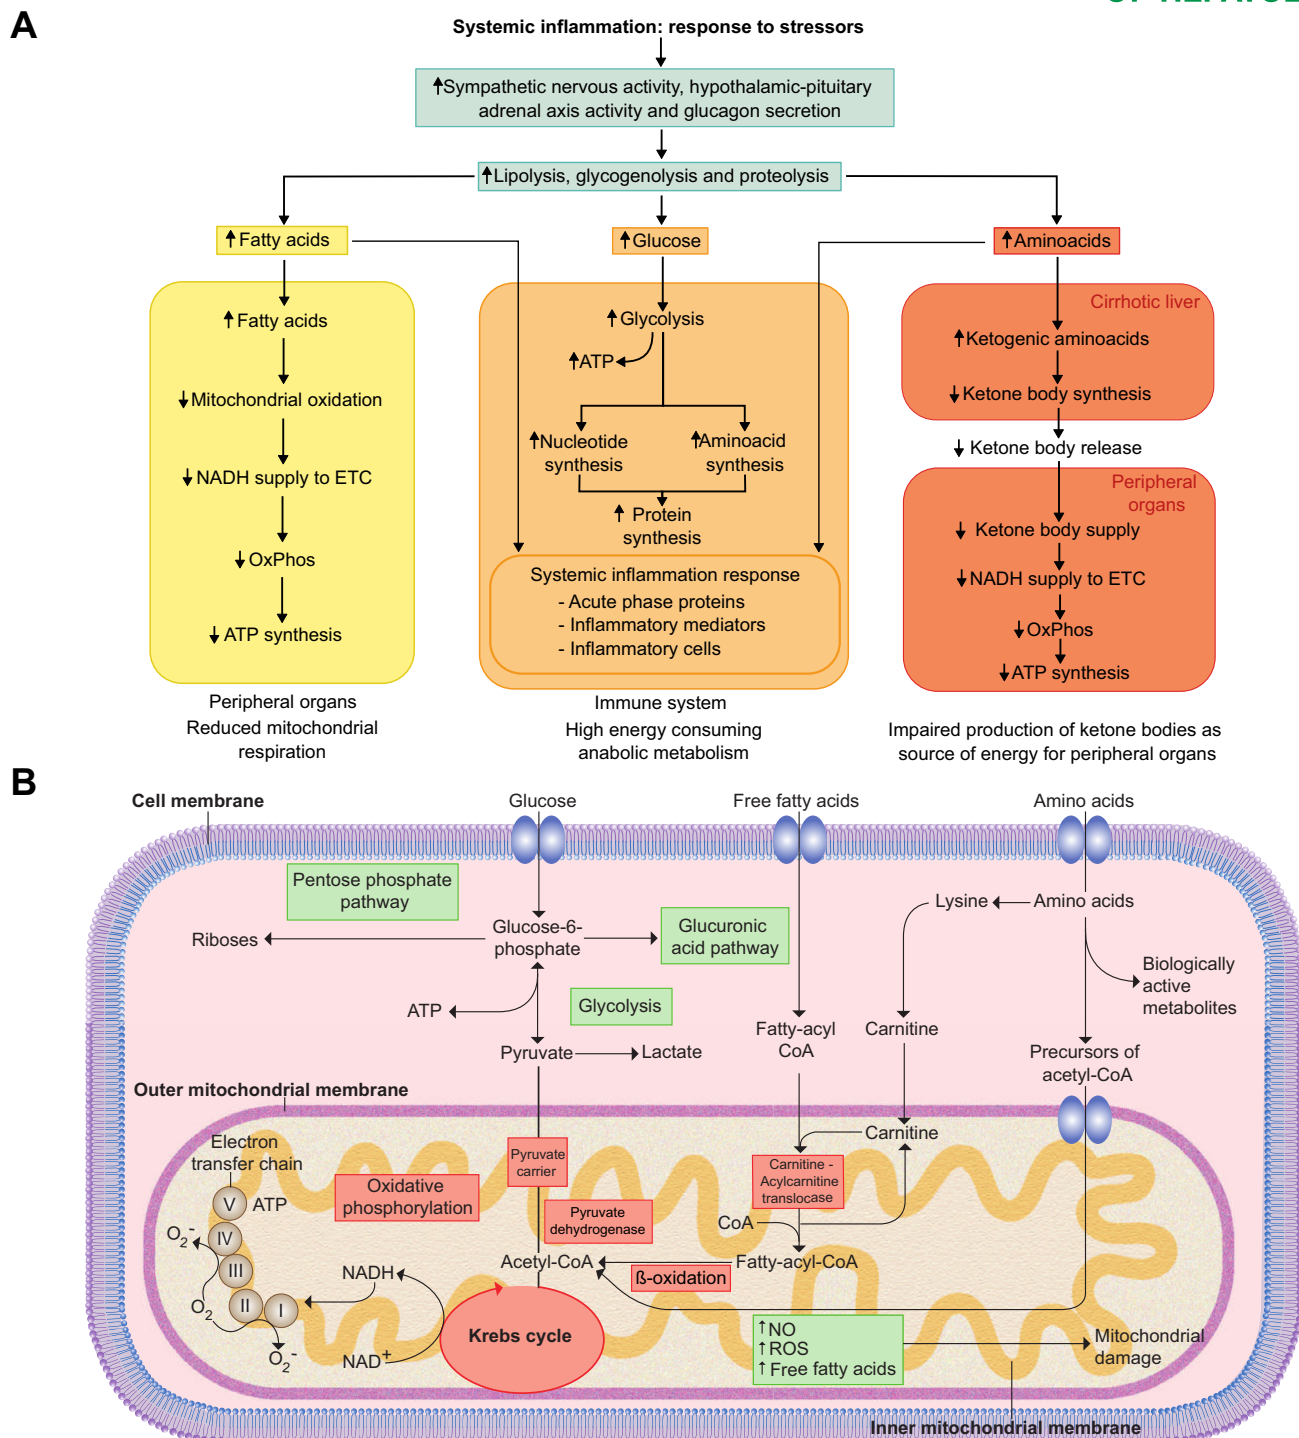 A
Systemic inflammation: response to stressors
↑Sympathetic nervous activity, hypothalamic-pituitary
adrenal axis activity and glucagon secretion
↑Lipolysis, glycogenolysis and proteolysis
↑Fatty acids
↑Glucose
↑Aminoacids
↑Fatty acids
↓Mitochondrial oxidation
↓NADH supply to ETC
↓OxPhos
↓ATP synthesis
Peripheral organs
Reduced mitochondrial
respiration
↑Glycolysis
↑ATP
↑Nucleotide
synthesis
↑Aminoacid
synthesis
↑ Protein
synthesis
Systemic inflammation response
- Acute phase proteins
- Inflammatory mediators
- Inflammatory cells
Immune system
High energy consuming
anabolic metabolism
Cirrhotic liver
↑Ketogenic aminoacids
↓Ketone body synthesis
↓ Ketone body release
Peripheral
organs
↓ Ketone body supply
↓NADH supply to ETC
↓OxPhos
↓ATP synthesis
Impaired production of ketone bodies as
source of energy for peripheral organs
B
Cell membrane
Glucose
Free fatty acids
Amino acids
Pentose phosphate
pathway
Riboses
Glucose-6-
phosphate
Glucuronic
acid pathway
Lysine
Amino acids
Biologically
active
metabolites
ATP
Glycolysis
Pyruvate
Lactate
Fatty-acyl
CoA
Carnitine
Precursors of
acetyl-CoA
Outer mitochondrial membrane
Electron
transfer chain
V
ATP
IV
III
II
I
O2-
O2
O2-
Oxidative
phosphorylation
Pyruvate
carrier
Pyruvate
dehydrogenase
Carnitine
Carnitine -
Acylcarnitine
translocase
CoA
Acetyl-CoA
Fatty-acyl-CoA
ß-oxidation
NADH
NAD+
Krebs cycle
↑NO
↑ROS
↑Free fatty acids
Mitochondrial
damage
Inner mitochondrial membrane